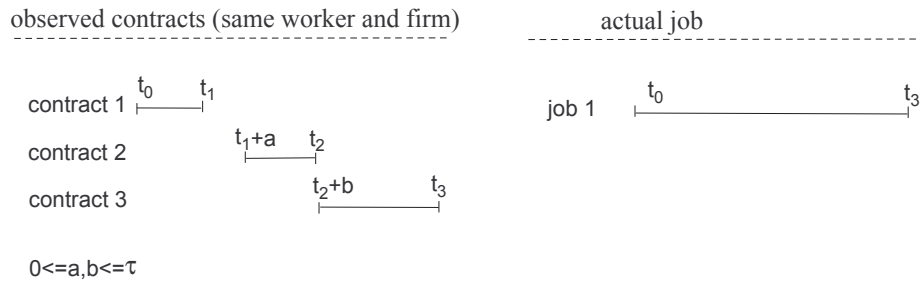 observed contracts (same worker and firm)
actual job
contract 1 t₀ t₁
job 1 t₀ t₃
contract 2 t₁+a t₂
contract 3 t₂+b t₃
0<=a,b<=τ